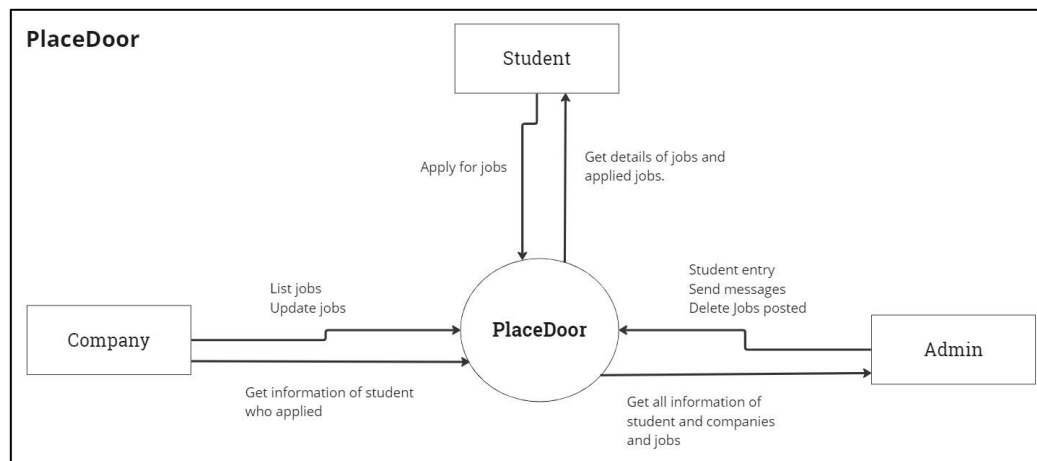 PlaceDoor
Student
Apply for jobs
Get details of jobs and
applied jobs.
List jobs
Update jobs
Student entry
Send messages
Delete Jobs posted
Company
PlaceDoor
Admin
Get information of student
who applied
Get all information of
student and companies
and jobs